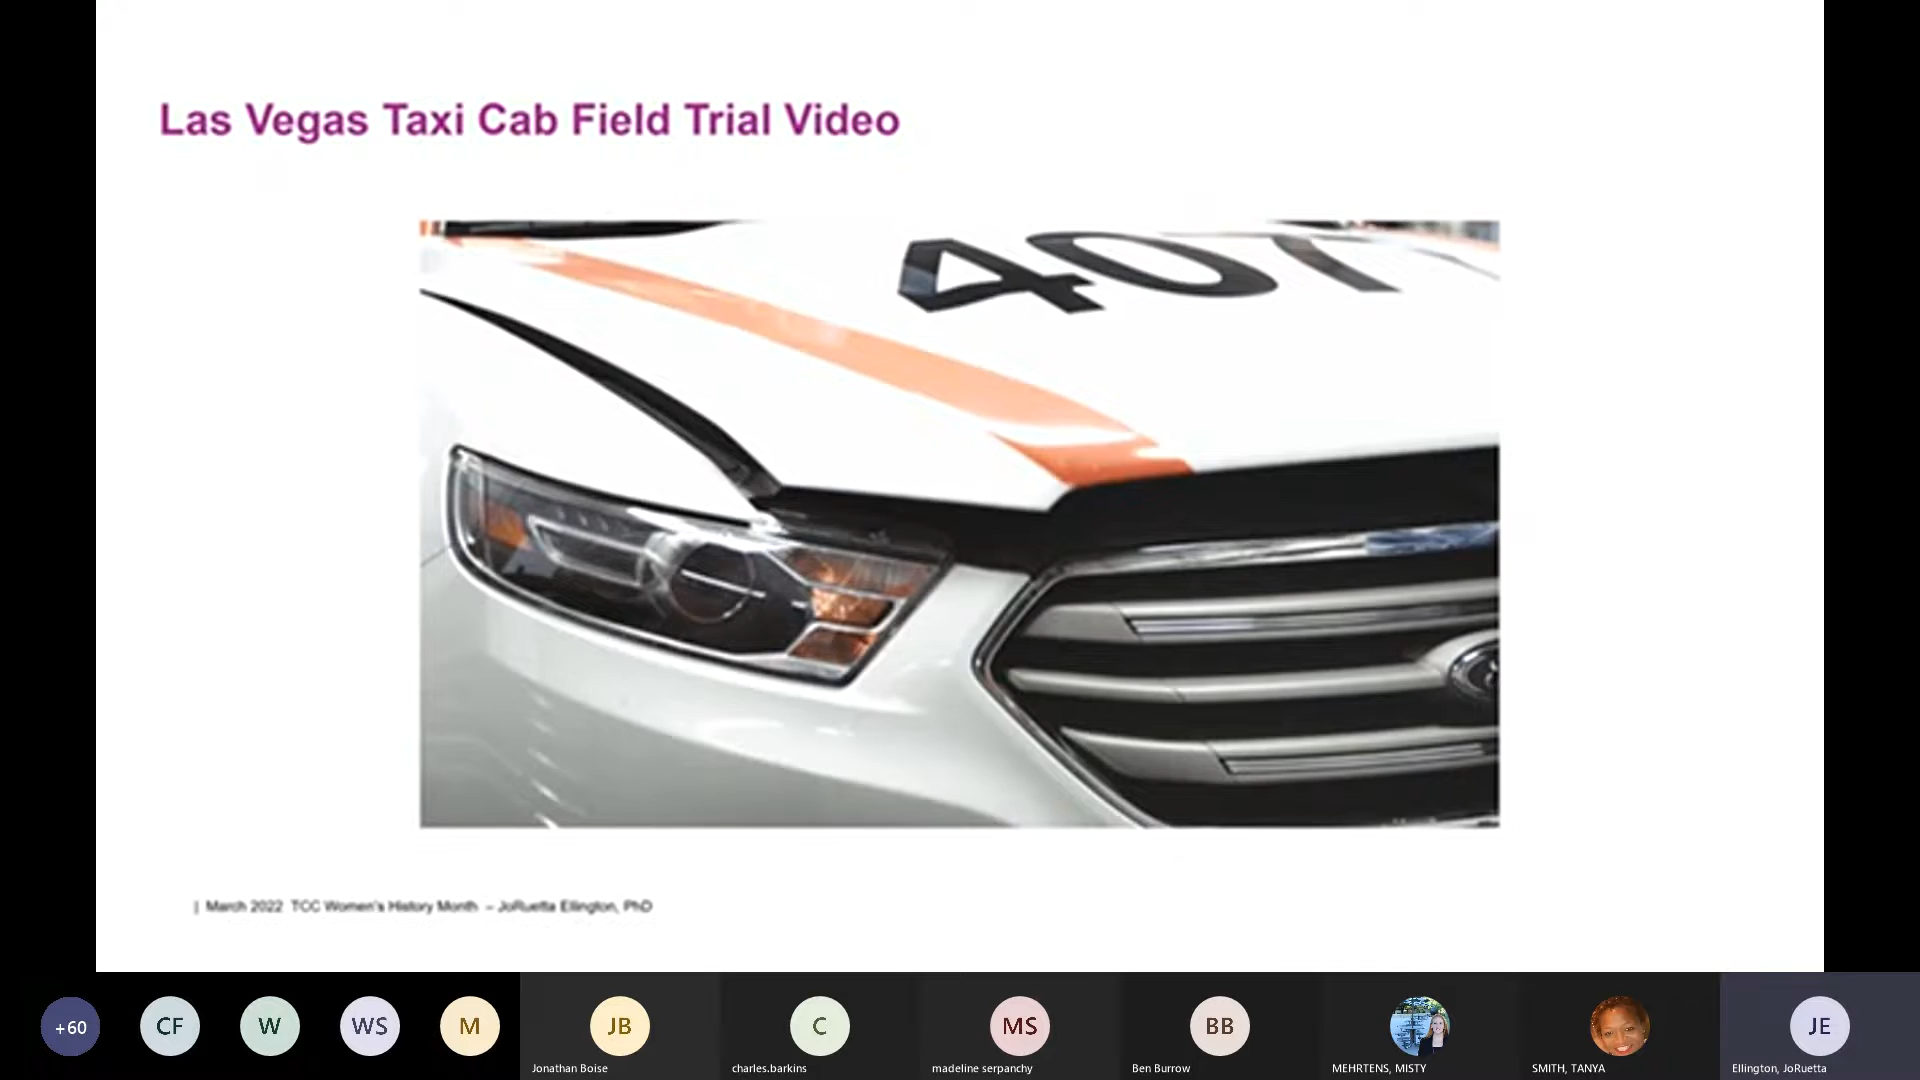 Las Vegas Taxi Cab Field Trial Video
407
| March 2022 TCC Women's History Month – JoRuetta Ellington, PhD
+60
CF
W
WS
M
JB
C
MS
BB
JE
Jonathan Boise
charles.barkins
madeline serpanchy
Ben Burrow
MEHRTENS, MISTY
SMITH, TANYA
Ellington, JoRuetta